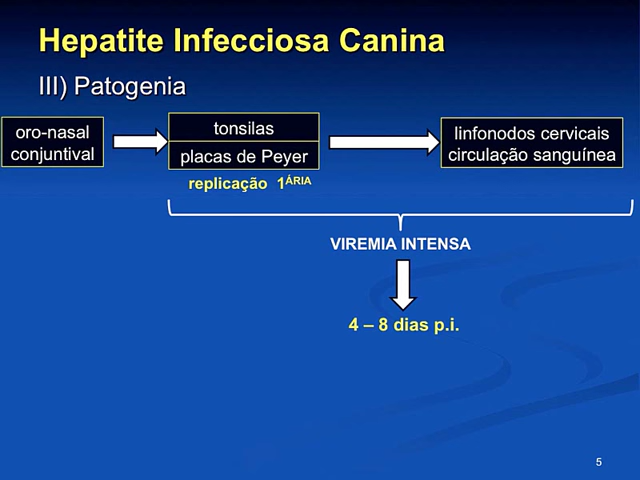 Hepatite Infecciosa Canina
III) Patogenia
oro-nasal
conjuntival
tonsilas
placas de Peyer
replicação 1ÁRIA
linfonodos cervicais
circulação sanguínea
VIREMIA INTENSA
4 – 8 dias p.i.
5